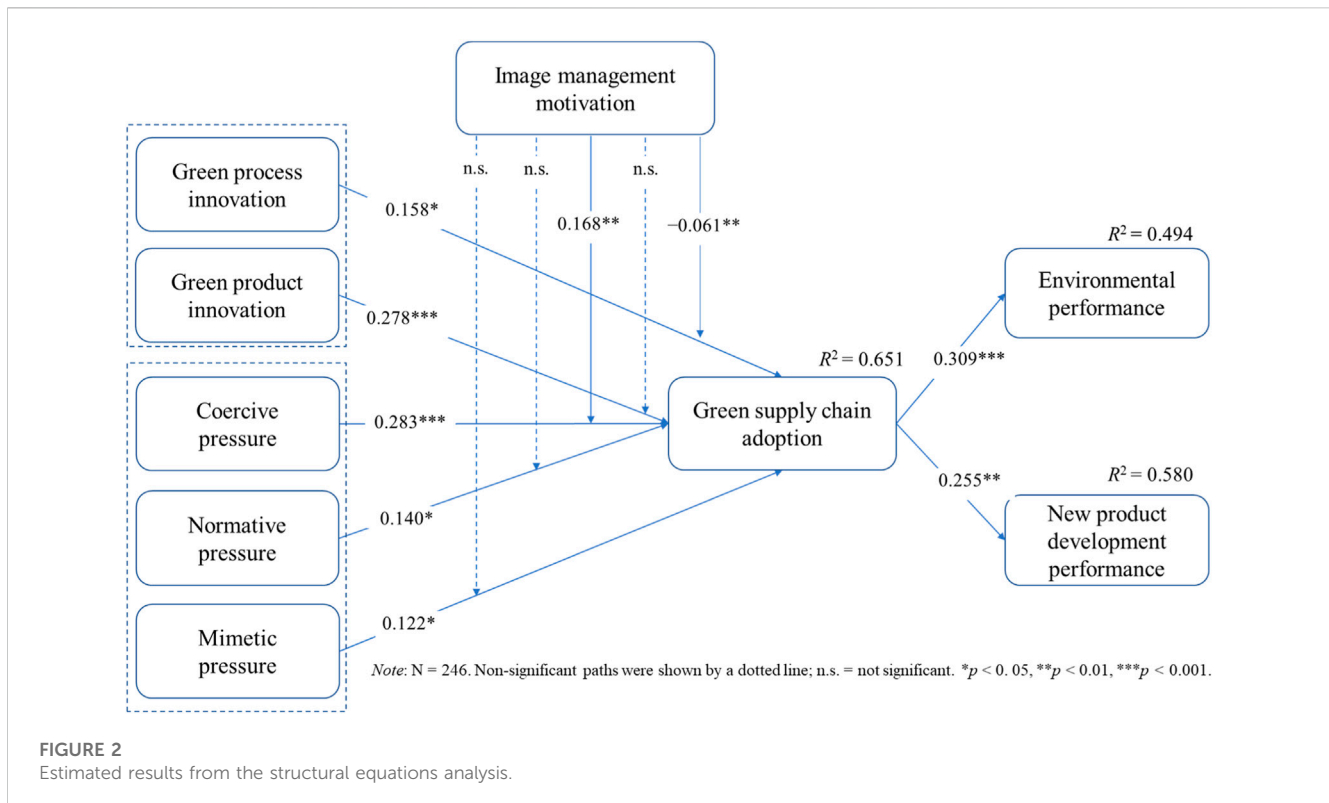 Image management
motivation
Green process
innovation
Green product
innovation
Coercive
pressure
Normative
pressure
Mimetic
pressure
n.s.
n.s.
n.s.
0.168**
−0.061**
0.158*
0.278***
0.283***
0.140*
0.122*
R² = 0.651
Green supply chain
adoption
0.309***
0.255**
R² = 0.494
Environmental
performance
R² = 0.580
New product
development
performance
Note: N = 246. Non-significant paths were shown by a dotted line; n.s. = not significant. *p < 0. 05, **p < 0.01, ***p < 0.001.
FIGURE 2
Estimated results from the structural equations analysis.